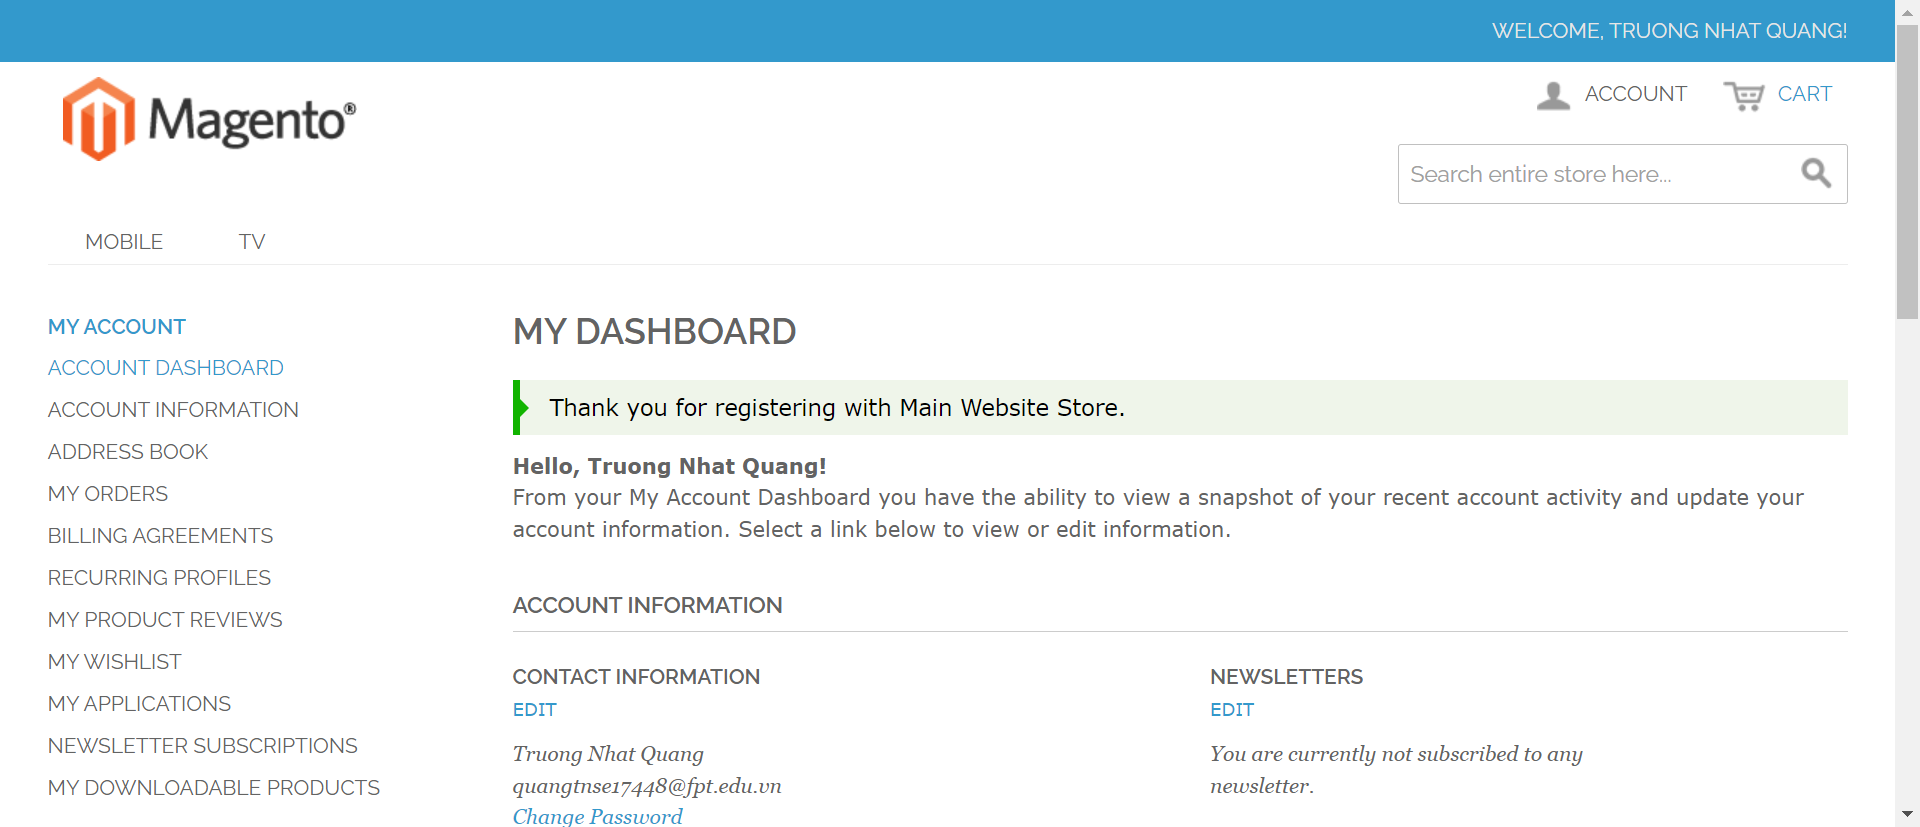 WELCOME, TRUONG NHAT QUANG!
Magento®
ACCOUNT
CART
Search entire store here...
MOBILE
TV
MY ACCOUNT
ACCOUNT DASHBOARD
ACCOUNT INFORMATION
ADDRESS BOOK
MY ORDERS
BILLING AGREEMENTS
RECURRING PROFILES
MY PRODUCT REVIEWS
MY WISHLIST
MY APPLICATIONS
NEWSLETTER SUBSCRIPTIONS
MY DOWNLOADABLE PRODUCTS
MY DASHBOARD
Thank you for registering with Main Website Store.
Hello, Truong Nhat Quang!
From your My Account Dashboard you have the ability to view a snapshot of your recent account activity and update your
account information. Select a link below to view or edit information.
ACCOUNT INFORMATION
CONTACT INFORMATION
EDIT
Truong Nhat Quang
quangtnse17448@fpt.edu.vn
Change Password
NEWSLETTERS
EDIT
You are currently not subscribed to any
newsletter.